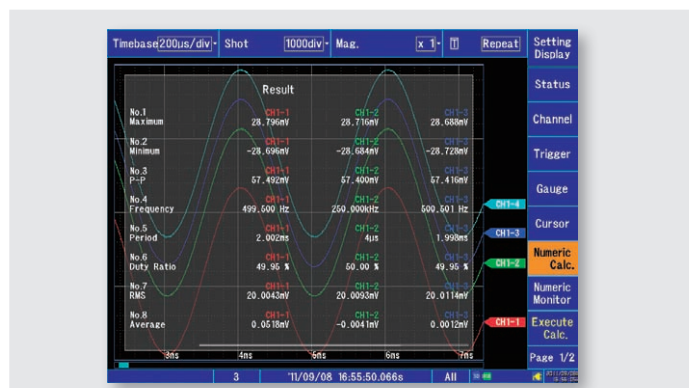 Timebase 200µs/div Shot 1000div Mag. x 1 Repeat
Setting Display
Status
Channel
Trigger
Gauge
Cursor
Numeric Calc.
Numeric Monitor
Execute Calc.
Page 1/2
Result
No.1 CH1-1 CH1-2 CH1-3
Maximum 28.796mV 28.716mV 28.688mV
No.2 CH1-1 CH1-2 CH1-3
Minimum -28.696mV -28.684mV -28.728mV
No.3 CH1-1 CH1-2 CH1-3
P-P 57.492mV 57.400mV 57.416mV
No.4 CH1-1 CH1-2 CH1-3
Frequency 499.500 Hz 250.000kHz 500.501 Hz
No.5 CH1-1 CH1-2 CH1-3
Period 2.002ms 4µs 1.998ms
No.6 CH1-1 CH1-2 CH1-3
Duty Ratio 49.95 % 50.00 % 49.95 %
No.7 CH1-1 CH1-2 CH1-3
RMS 20.0043mV 20.0093mV 20.0114mV
No.8 CH1-1 CH1-2 CH1-3
Average 0.0518mV -0.0041mV 0.0012mV
CH1-4
CH1-3
CH1-2
CH1-1
3ms 4ms 5ms 6ms 7ms
3 '11/09/08 16:55:50.066s All